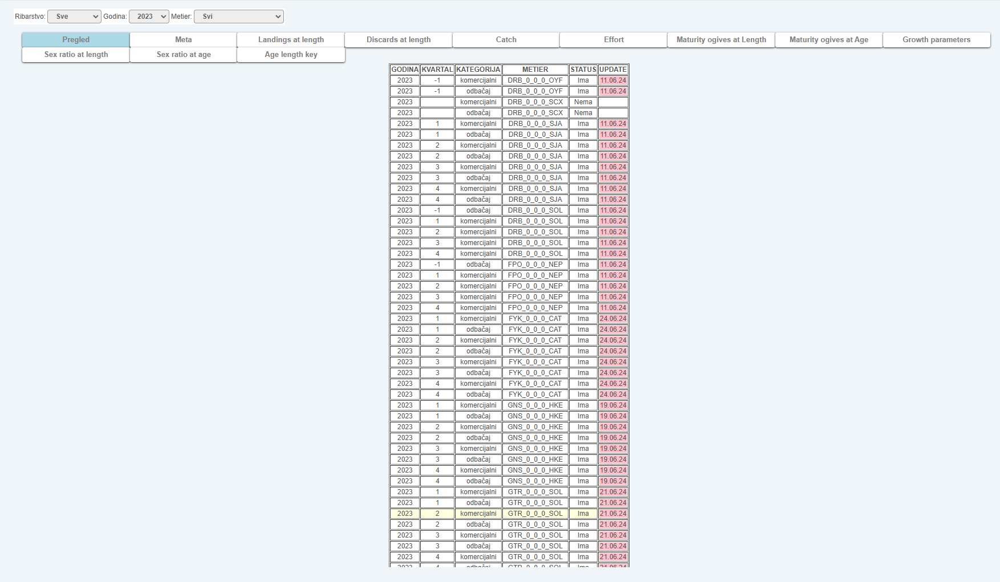 Ribarstvo: Sve Godina: 2023 Metier: Svi
Pregled Meta Landings at length Discards at length Catch Effort Maturity ogives at Length Maturity ogives at Age Growth parameters
Sex ratio at length Sex ratio at age Age length key
GODINA KVARTAL KATEGORIJA METIER STATUS UPDATE
2023 -1 komercijalni DRB_0_0_0_OYF Ima 11.06.24
2023 -1 odbačaj DRB_0_0_0_OYF Ima 11.06.24
2023 komercijalni DRB_0_0_0_SCX Nema
2023 odbačaj DRB_0_0_0_SCX Nema
2023 1 komercijalni DRB_0_0_0_SJA Ima 11.06.24
2023 1 odbačaj DRB_0_0_0_SJA Ima 11.06.24
2023 2 komercijalni DRB_0_0_0_SJA Ima 11.06.24
2023 2 odbačaj DRB_0_0_0_SJA Ima 11.06.24
2023 3 komercijalni DRB_0_0_0_SJA Ima 11.06.24
2023 3 odbačaj DRB_0_0_0_SJA Ima 11.06.24
2023 4 komercijalni DRB_0_0_0_SJA Ima 11.06.24
2023 4 odbačaj DRB_0_0_0_SJA Ima 11.06.24
2023 -1 odbačaj DRB_0_0_0_SOL Ima 11.06.24
2023 1 komercijalni DRB_0_0_0_SOL Ima 11.06.24
2023 2 komercijalni DRB_0_0_0_SOL Ima 11.06.24
2023 3 komercijalni DRB_0_0_0_SOL Ima 11.06.24
2023 4 komercijalni DRB_0_0_0_SOL Ima 11.06.24
2023 -1 odbačaj FPO_0_0_0_NEP Ima 11.06.24
2023 1 komercijalni FPO_0_0_0_NEP Ima 11.06.24
2023 2 komercijalni FPO_0_0_0_NEP Ima 11.06.24
2023 3 komercijalni FPO_0_0_0_NEP Ima 11.06.24
2023 4 komercijalni FPO_0_0_0_NEP Ima 11.06.24
2023 1 komercijalni FYK_0_0_0_CAT Ima 24.06.24
2023 1 odbačaj FYK_0_0_0_CAT Ima 24.06.24
2023 2 komercijalni FYK_0_0_0_CAT Ima 24.06.24
2023 2 odbačaj FYK_0_0_0_CAT Ima 24.06.24
2023 3 komercijalni FYK_0_0_0_CAT Ima 24.06.24
2023 3 odbačaj FYK_0_0_0_CAT Ima 24.06.24
2023 4 komercijalni FYK_0_0_0_CAT Ima 24.06.24
2023 4 odbačaj FYK_0_0_0_CAT Ima 24.06.24
2023 1 komercijalni GNS_0_0_0_HKE Ima 19.06.24
2023 1 odbačaj GNS_0_0_0_HKE Ima 19.06.24
2023 2 komercijalni GNS_0_0_0_HKE Ima 19.06.24
2023 2 odbačaj GNS_0_0_0_HKE Ima 19.06.24
2023 3 komercijalni GNS_0_0_0_HKE Ima 19.06.24
2023 3 odbačaj GNS_0_0_0_HKE Ima 19.06.24
2023 4 komercijalni GNS_0_0_0_HKE Ima 19.06.24
2023 4 odbačaj GNS_0_0_0_HKE Ima 19.06.24
2023 1 komercijalni GTR_0_0_0_SOL Ima 21.06.24
2023 1 odbačaj GTR_0_0_0_SOL Ima 21.06.24
2023 2 komercijalni GTR_0_0_0_SOL Ima 21.06.24
2023 2 odbačaj GTR_0_0_0_SOL Ima 21.06.24
2023 3 komercijalni GTR_0_0_0_SOL Ima 21.06.24
2023 3 odbačaj GTR_0_0_0_SOL Ima 21.06.24
2023 4 komercijalni GTR_0_0_0_SOL Ima 21.06.24
2023 4 odbačaj GTR_0_0_0_SOL Ima 21.06.24